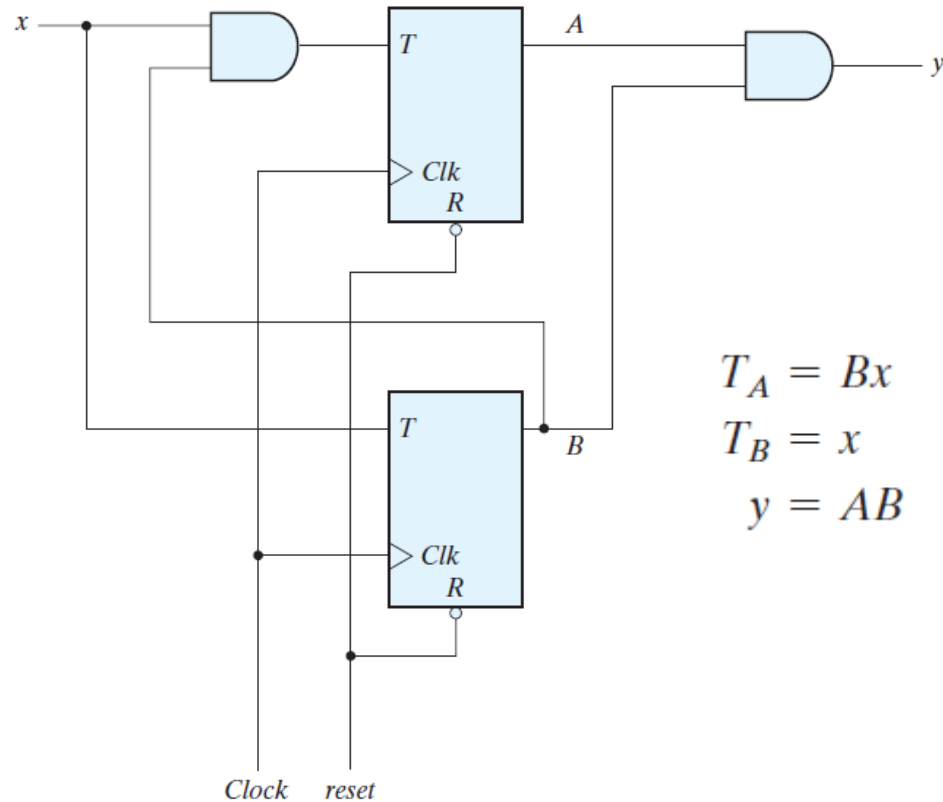 x
T
A
y
Clk
R
T
B
Clk
R
T_A = Bx
T_B = x
y = AB
Clock reset